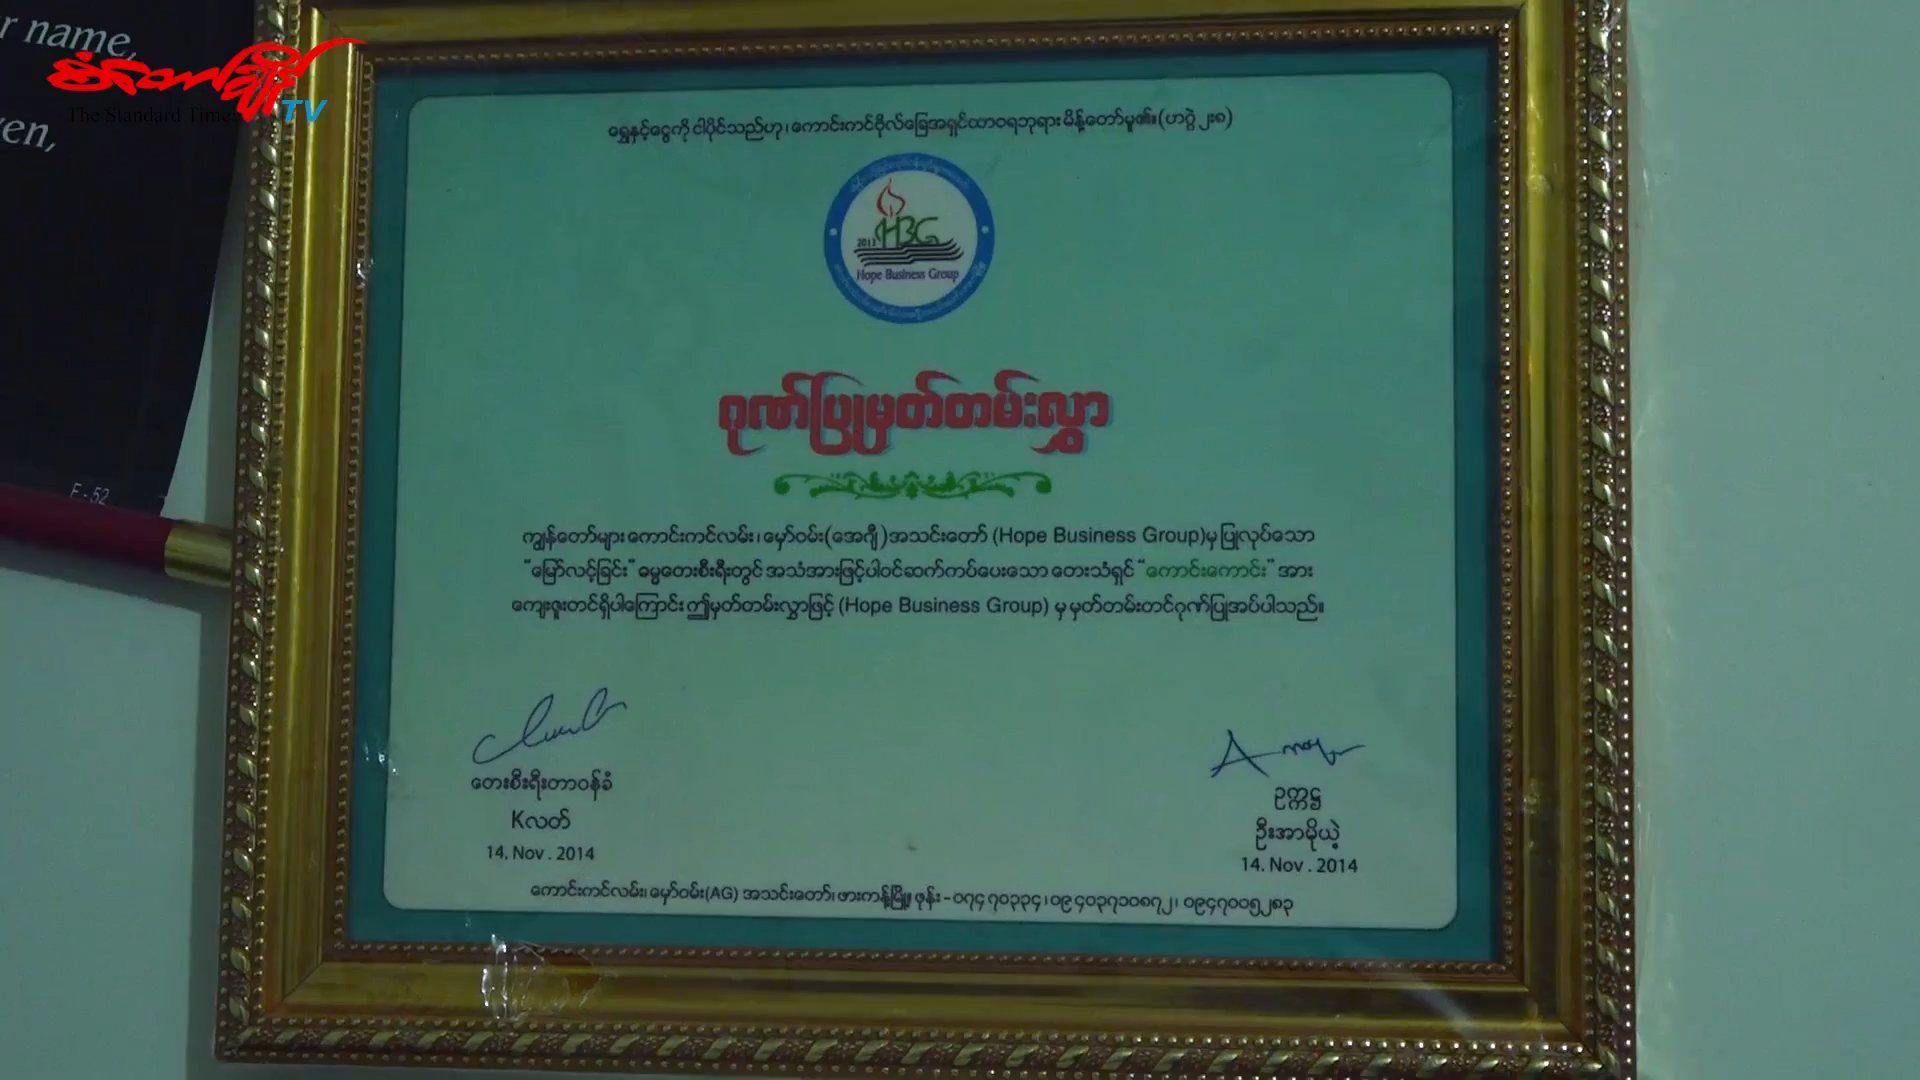 r name,
စံတော်ချိန်
The Standard Time
TV
ven,
ရွှေနှင့်ငွေကို ငါပိုင်သည်ဟု၊ ကောင်းကင်ဗိုလ်ခြေအရှင်ထာဝရဘုရား မိန့်တော်မူ၏။ (ဟဂ္ဂဲ ၂း၈)
HBG
2013
Hope Business Group
ဂုဏ်ပြုမှတ်တမ်းလွှာ
F - 52
ကျွန်တော်များ ကောင်းကင်လမ်း၊ မှော်ဝမ်း(အေဂျီ) အသင်းတော် (Hope Business Group)မှ ပြုလုပ်သော
“မြော်လင့်ခြင်း” ဓမ္မတေးစီးရီးတွင် အသံအားဖြင့်ပါဝင်ဆက်ကပ်ပေးသော တေးသံရှင် “ကောင်းကောင်း” အား
ကျေးဇူးတင်ရှိပါကြောင်း ဤမှတ်တမ်းလွှာဖြင့် (Hope Business Group) မှ မှတ်တမ်းတင်ဂုဏ်ပြုအပ်ပါသည်။
တေးစီးရီးတာဝန်ခံ
Kလတ်
14. Nov . 2014
ဥက္ကဋ္ဌ
ဦးအာမိုယဲ့
14. Nov . 2014
ကောင်းကင်လမ်း၊ မှော်ဝမ်း(AG) အသင်းတော်၊ ဖားကန့်မြို့။ ဖုန်း - ၀၇၄ ၇၀၃၃၄ ၊ ၀၉ ၄၀၃၇၁၀၈၇၂ ၊ ၀၉၄၇၀၀၅၂၈၃